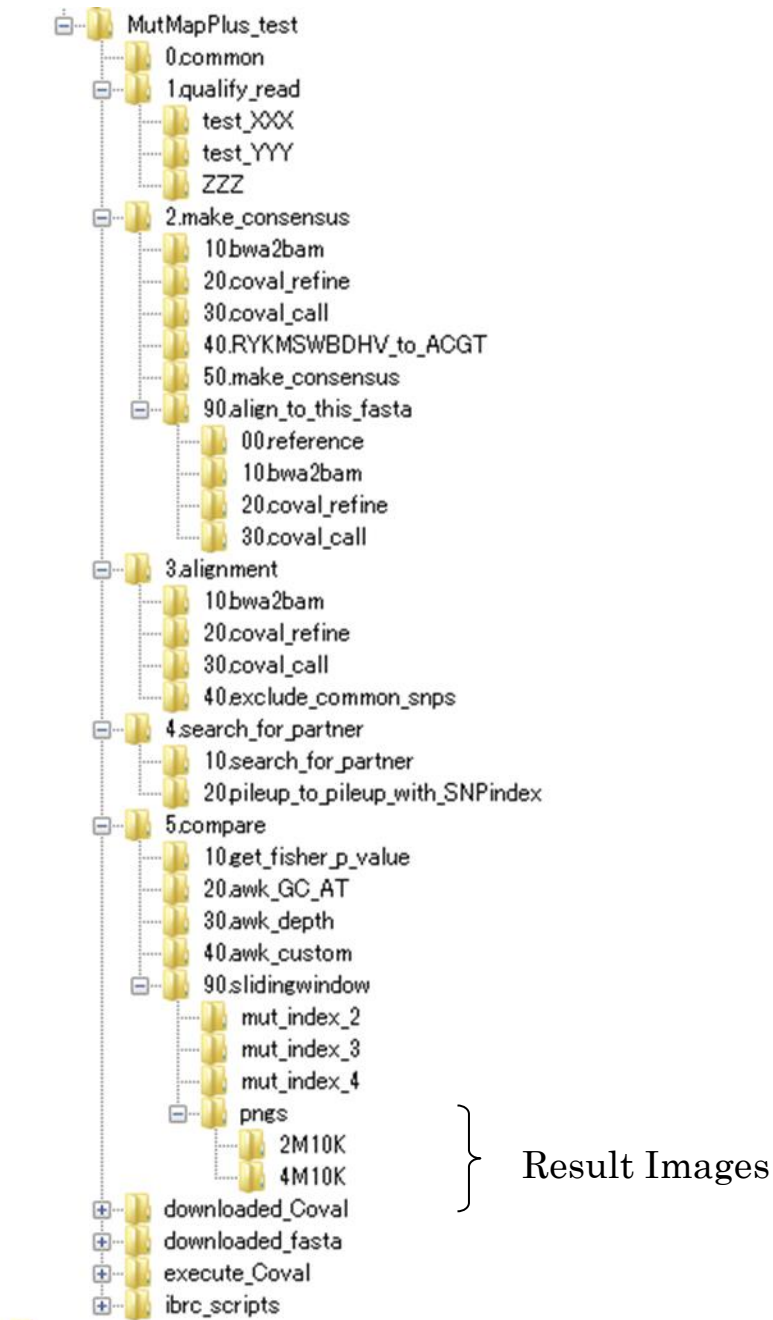 MutMapPlus_test
0.common
1.qualify_read
test_XXX
test_YYY
ZZZ
2.make_consensus
10.bwa2bam
20.coval_refine
30.coval_call
40.RYKMSWBDHV_to_ACGT
50.make_consensus
90.align_to_this_fasta
00.reference
10.bwa2bam
20.coval_refine
30.coval_call
3.alignment
10.bwa2bam
20.coval_refine
30.coval_call
40.exclude_common_snps
4.search_for_partner
10.search_for_partner
20.pileup_to_pileup_with_SNPindex
5.compare
10.get_fisher_p_value
20.awk_GC_AT
30.awk_depth
40.awk_custom
90.slidingwindow
mut_index_2
mut_index_3
mut_index_4
pngs
2M10K
4M10K
Result Images
downloaded_Coval
downloaded_fasta
execute_Coval
ibrc_scripts